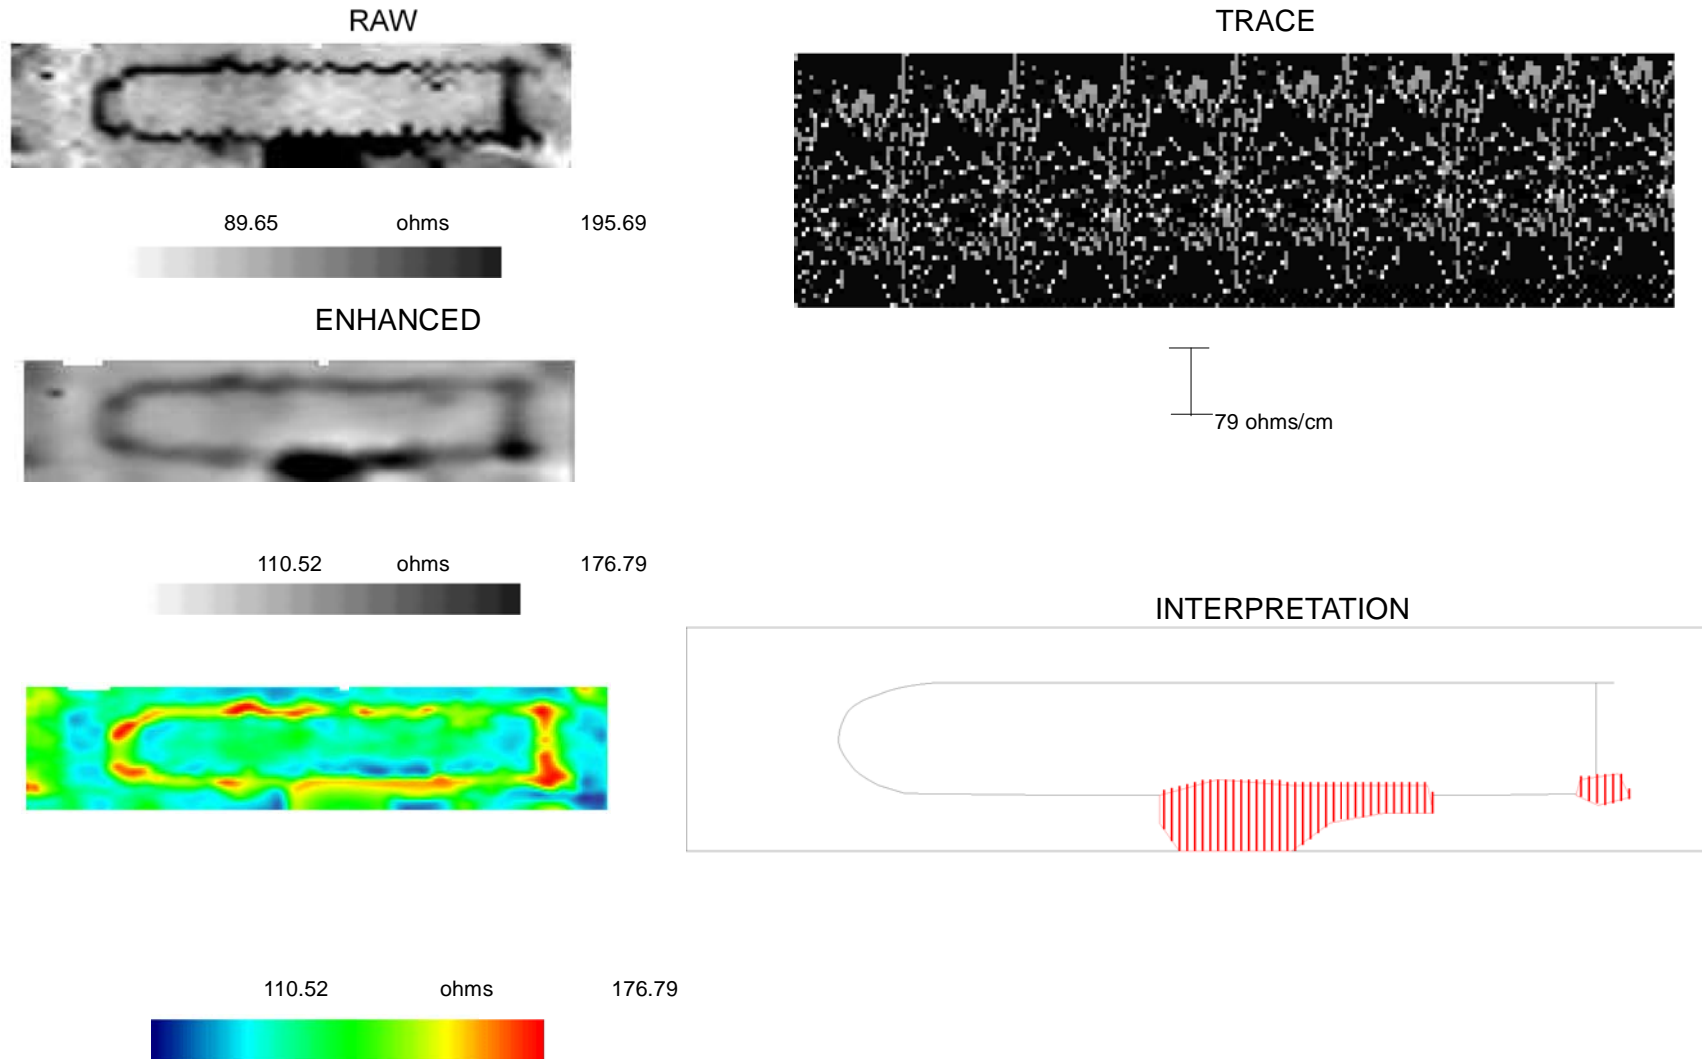 RAW
89.65 ohms 195.69
ENHANCED
110.52 ohms 176.79
110.52 ohms 176.79
TRACE
79 ohms/cm
INTERPRETATION